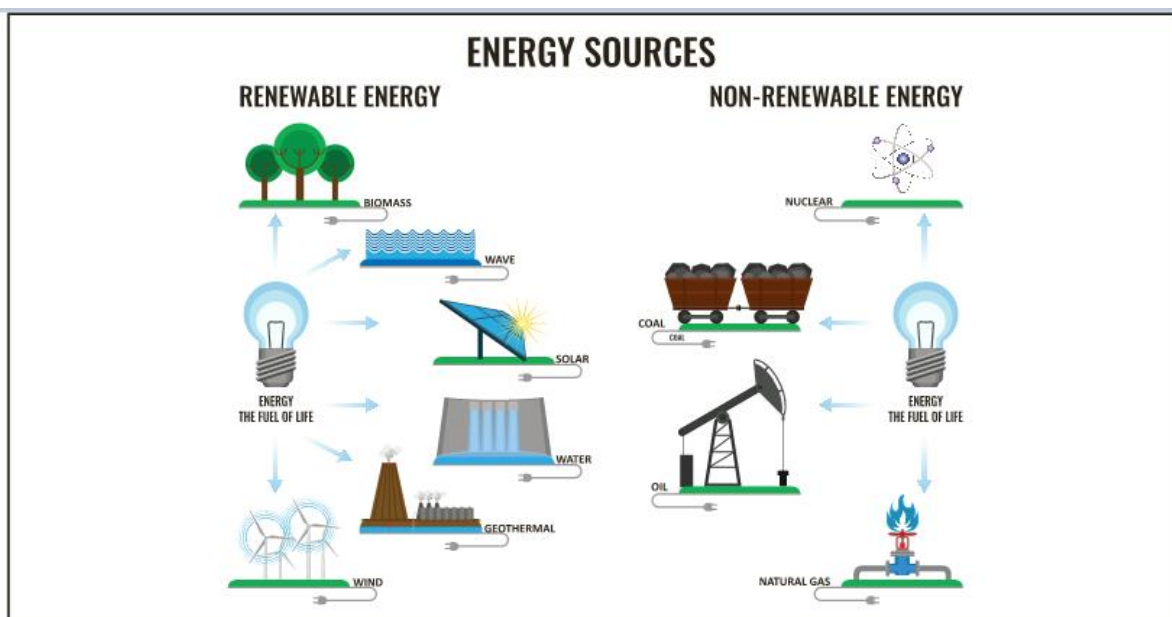 ENERGY SOURCES
RENEWABLE ENERGY
BIOMASS
WAVE
SOLAR
ENERGY
THE FUEL OF LIFE
WATER
GEOTHERMAL
WIND
NON-RENEWABLE ENERGY
NUCLEAR
COAL
COAL
ENERGY
THE FUEL OF LIFE
OIL
NATURAL GAS